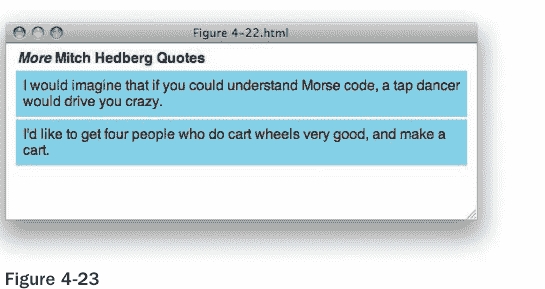 Figure 4-22.html
More Mitch Hedberg Quotes
I would imagine that if you could understand Morse code, a tap dancer
would drive you crazy.
I'd like to get four people who do cart wheels very good, and make a
cart.
Figure 4-23